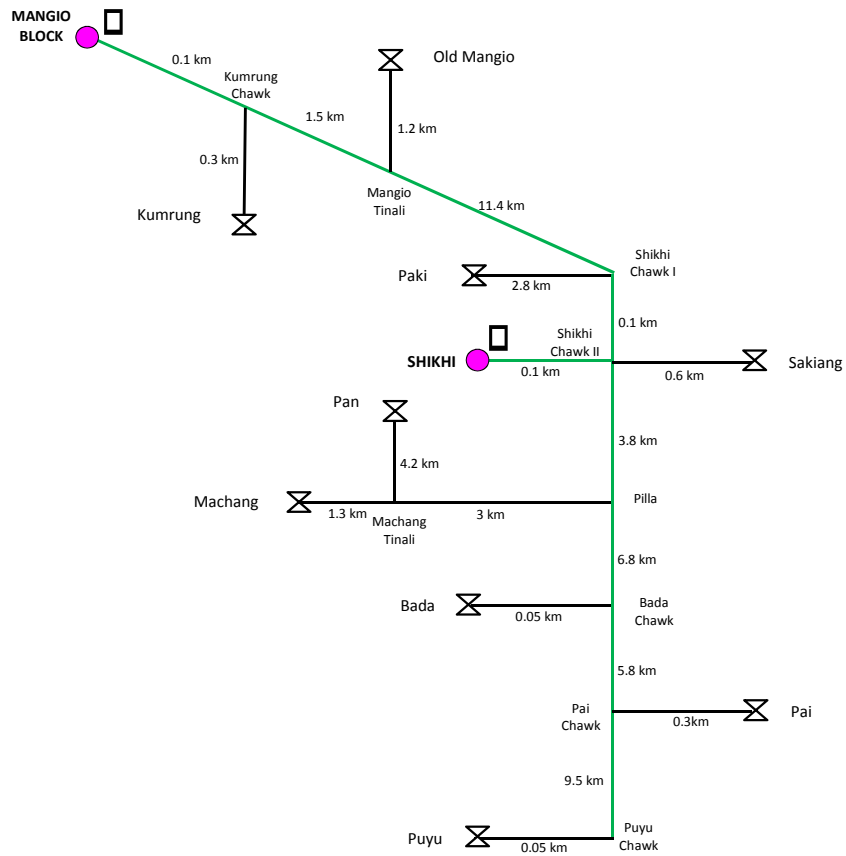 MANGIO
BLOCK
0.1 km
Kumrung
Chawk
Old Mangio
1.5 km
1.2 km
0.3 km
Mangio
Tinali
Kumrung
11.4 km
Shikhi
Chawk I
Paki
2.8 km
0.1 km
Shikhi
Chawk II
SHIKHI
0.1 km
0.6 km
Sakiang
Pan
3.8 km
4.2 km
Machang
1.3 km
Machang
Tinali
3 km
Pilla
6.8 km
Bada
0.05 km
Bada
Chawk
5.8 km
Pai
Chawk
0.3km
Pai
9.5 km
Puyu
0.05 km
Puyu
Chawk